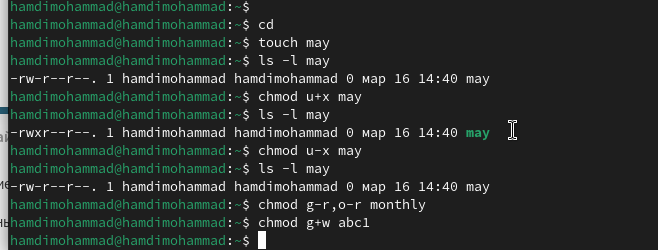 hamdimohammad@hamdimohammad:~$
hamdimohammad@hamdimohammad:~$ cd
hamdimohammad@hamdimohammad:~$ touch may
hamdimohammad@hamdimohammad:~$ ls -l may
-rw-r--r--. 1 hamdimohammad hamdimohammad 0 мар 16 14:40 may
hamdimohammad@hamdimohammad:~$ chmod u+x may
hamdimohammad@hamdimohammad:~$ ls -l may
-rwxr--r--. 1 hamdimohammad hamdimohammad 0 мар 16 14:40 may
hamdimohammad@hamdimohammad:~$ chmod u-x may
hamdimohammad@hamdimohammad:~$ ls -l may
-rw-r--r--. 1 hamdimohammad hamdimohammad 0 мар 16 14:40 may
hamdimohammad@hamdimohammad:~$ chmod g-r,o-r monthly
hamdimohammad@hamdimohammad:~$ chmod g+w abc1
hamdimohammad@hamdimohammad:~$